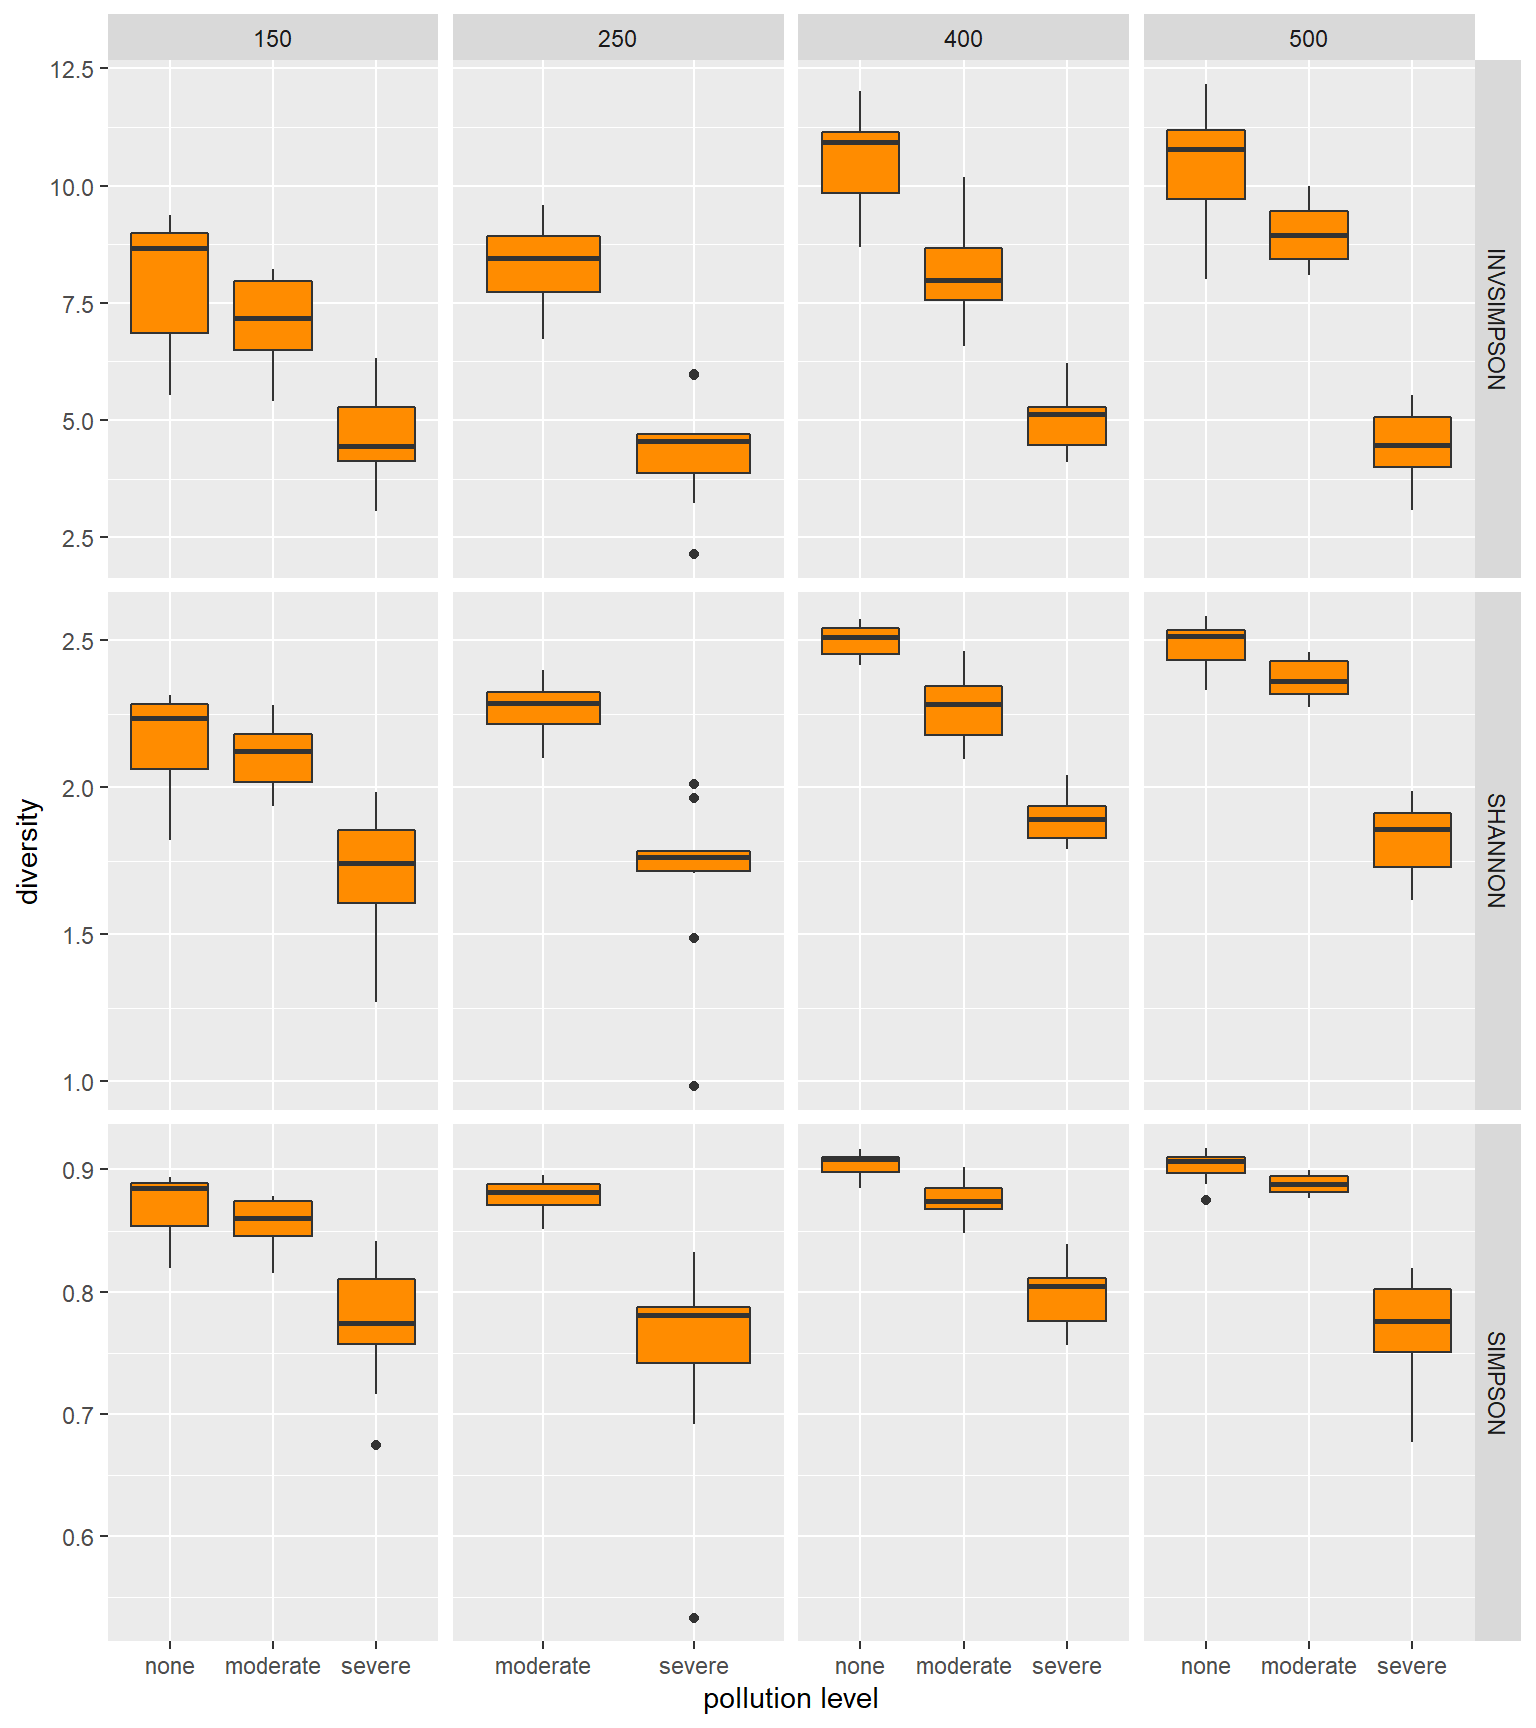 150 250 400 500
12.5
10.0
7.5
5.0
2.5
INVSIMPSON
2.5
2.0
1.5
1.0
SHANNON
diversity
0.9
0.8
0.7
0.6
SIMPSON
none moderate severe moderate severe none moderate severe none moderate severe
pollution level